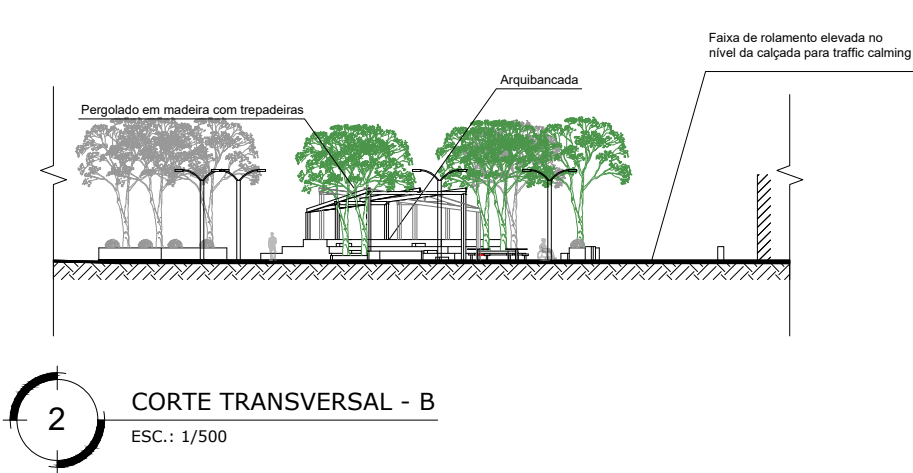 Faixa de rolamento elevada no
nível da calçada para traffic calming
Arquibancada
Pergolado em madeira com trepadeiras
2
CORTE TRANSVERSAL - B
ESC.: 1/500